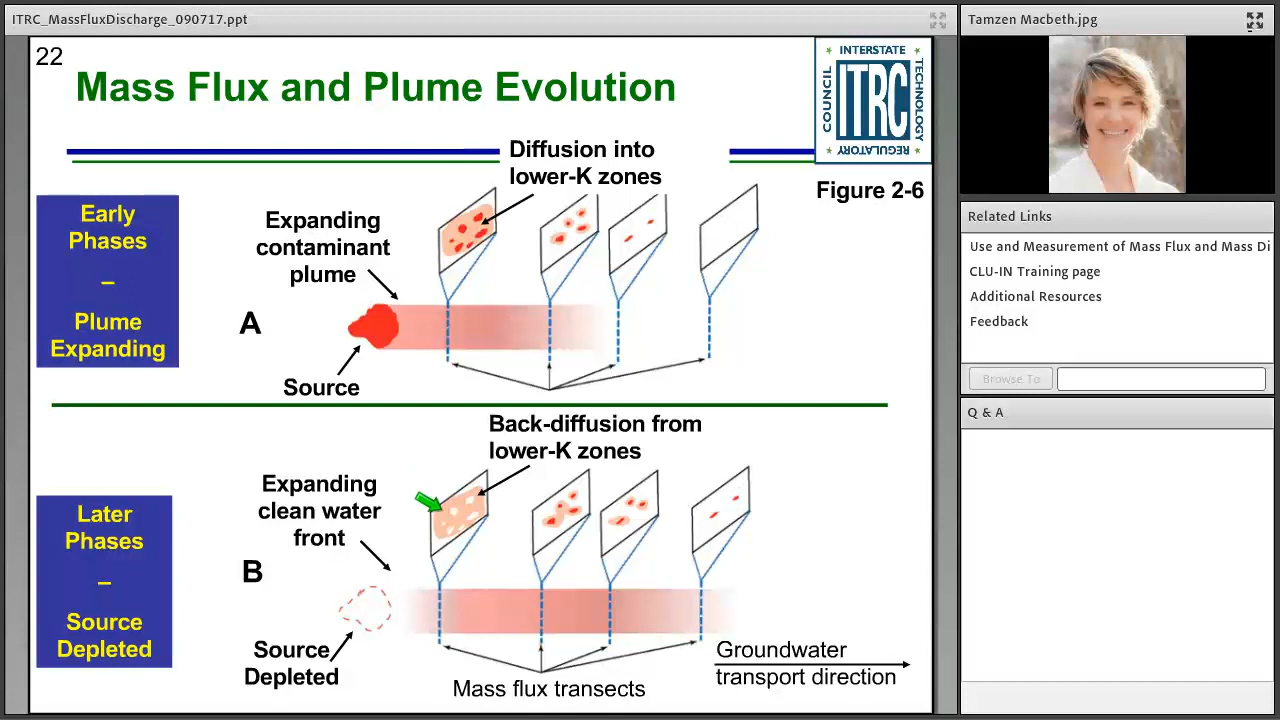 ITRC_MassFluxDischarge_090717.ppt
22
Mass Flux and Plume Evolution
INTERSTATE
COUNCIL
ITRC
TECHNOLOGY
REGULATORY
Figure 2-6
Diffusion into
lower-K zones
Early
Phases
–
Plume
Expanding
Expanding
contaminant
plume
A
Source
Back-diffusion from
lower-K zones
Later
Phases
–
Source
Depleted
Expanding
clean water
front
B
Source
Depleted
Mass flux transects
Groundwater
transport direction
Tamzen Macbeth.jpg
Related Links
Use and Measurement of Mass Flux and Mass Di
CLU-IN Training page
Additional Resources
Feedback
Browse To
Q & A